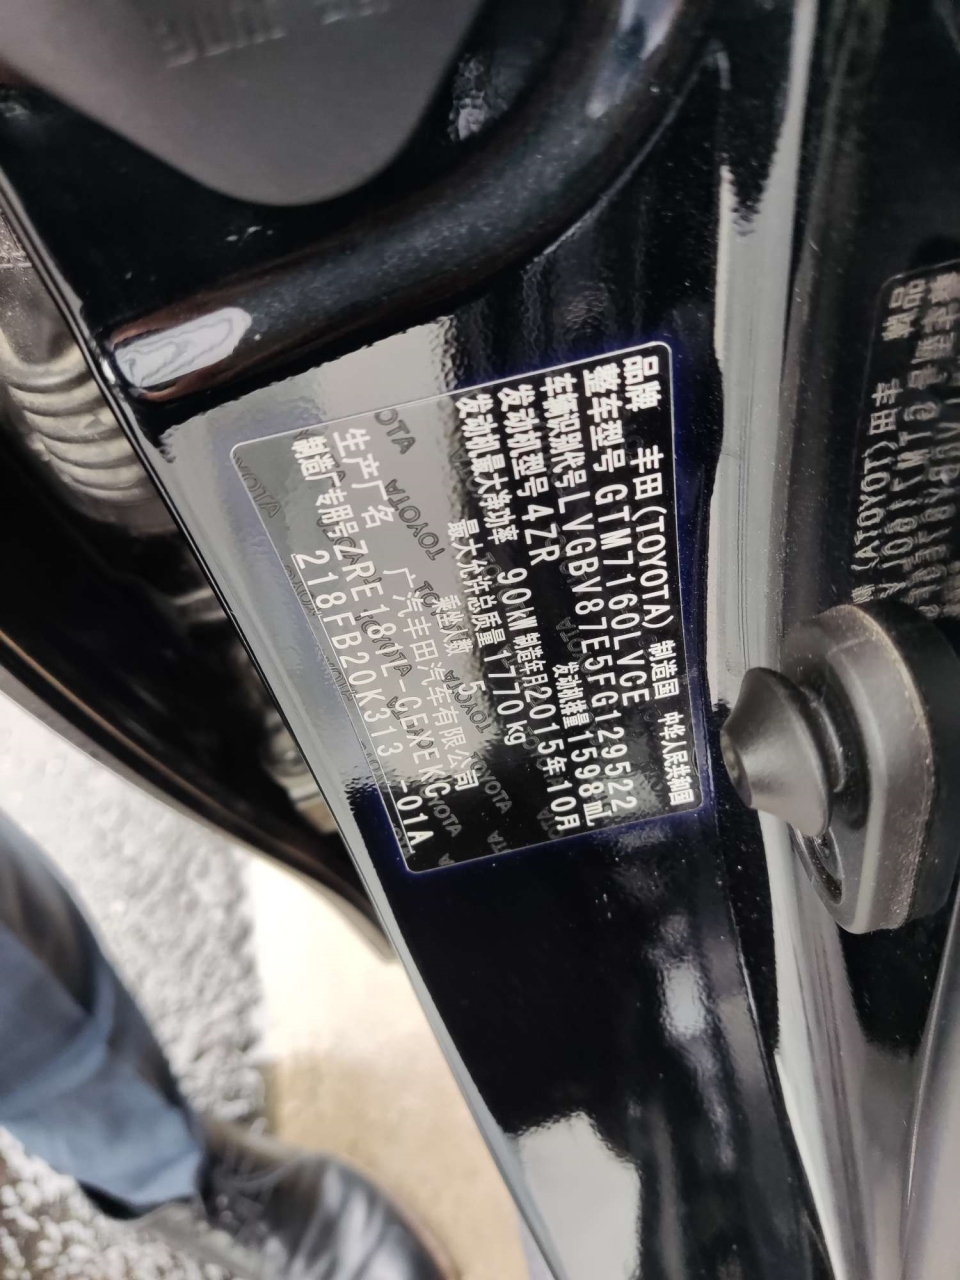 品牌 丰田(TOYOTA) 制造国 中华人民共和国
整车型号 GTM7160LVGE
车辆识别代号 LVGBV87E5FG129522
发动机型号 4ZR 发动机排量 1598mL
发动机最大净功率 90kW 制造年月 2015年10月
最大允许总质量 1770kg
乘坐人数 5
生产厂名 广汽丰田汽车有限公司
制造厂专用号 ZRE181L-GEXEKC -01A
218FB20K313